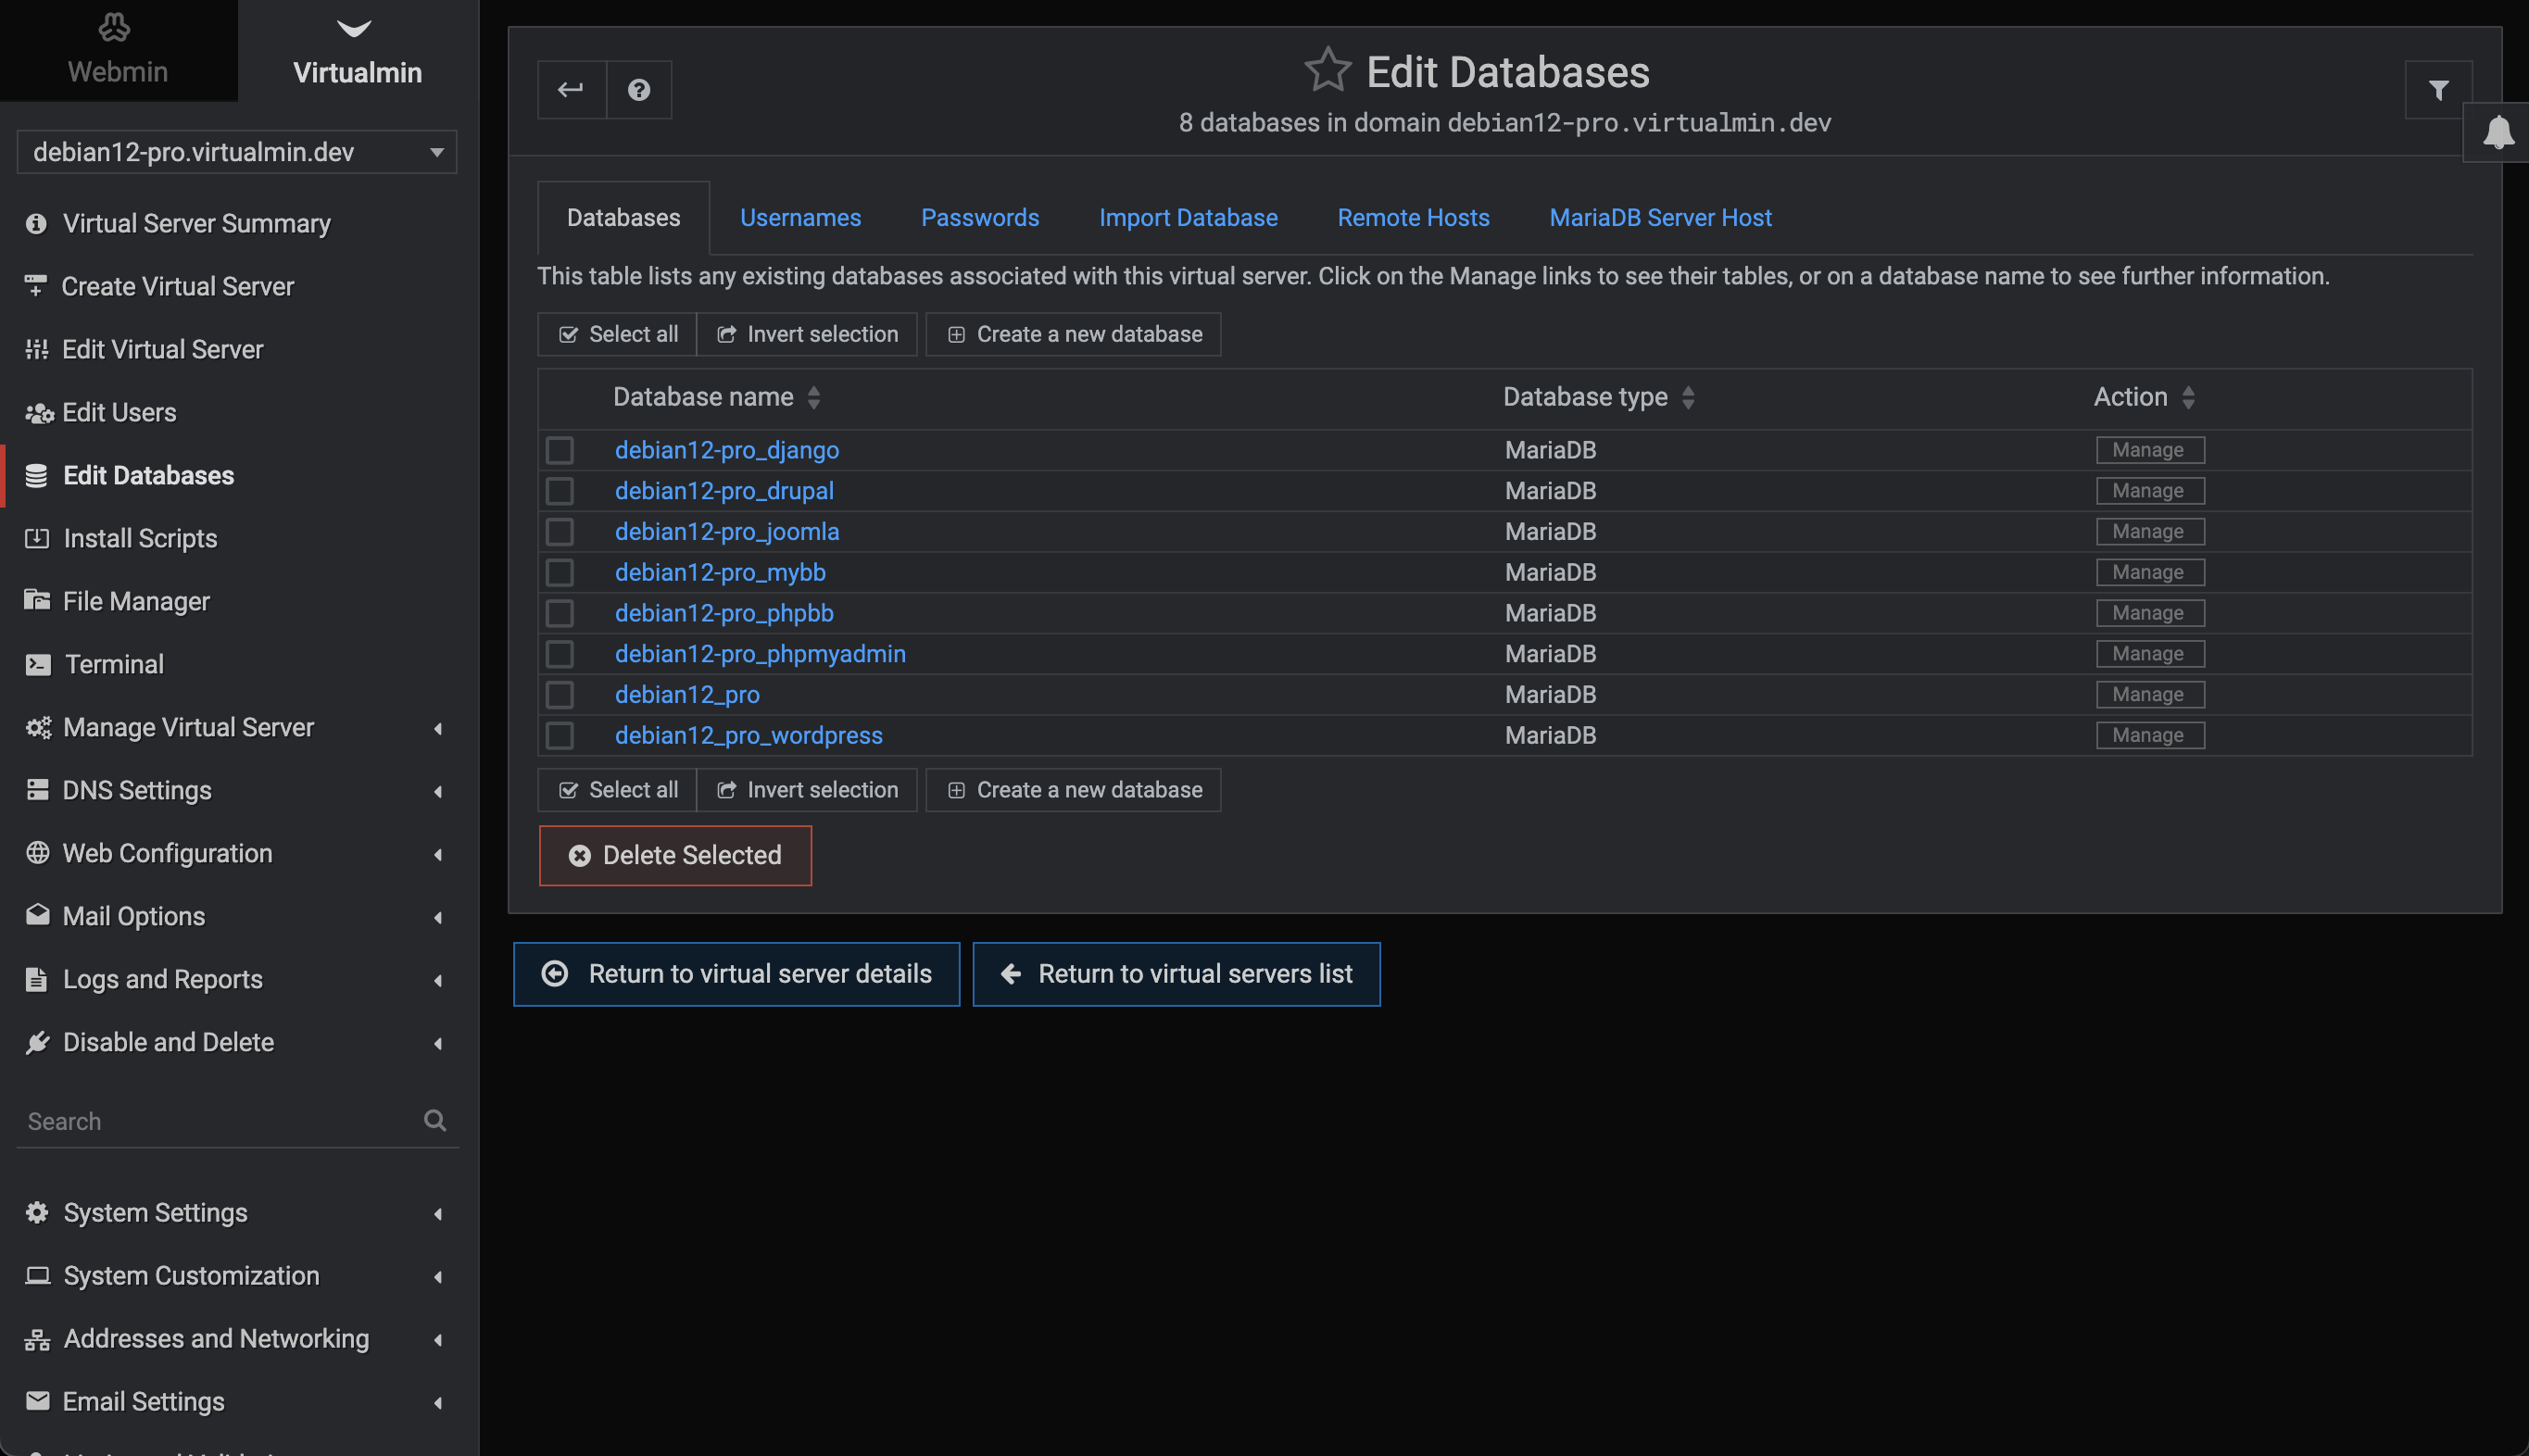 Webmin
Virtualmin
debian12-pro.virtualmin.dev
Virtual Server Summary
Create Virtual Server
Edit Virtual Server
Edit Users
Edit Databases
Install Scripts
File Manager
Terminal
Manage Virtual Server
DNS Settings
Web Configuration
Mail Options
Logs and Reports
Disable and Delete
Search
System Settings
System Customization
Addresses and Networking
Email Settings
Edit Databases
8 databases in domain debian12-pro.virtualmin.dev
Databases Usernames Passwords Import Database Remote Hosts MariaDB Server Host
This table lists any existing databases associated with this virtual server. Click on the Manage links to see their tables, or on a database name to see further information.
Select all Invert selection Create a new database
Database name Database type Action
debian12-pro_django MariaDB Manage
debian12-pro_drupal MariaDB Manage
debian12-pro_joomla MariaDB Manage
debian12-pro_mybb MariaDB Manage
debian12-pro_phpbb MariaDB Manage
debian12-pro_phpmyadmin MariaDB Manage
debian12_pro MariaDB Manage
debian12_pro_wordpress MariaDB Manage
Select all Invert selection Create a new database
Delete Selected
Return to virtual server details Return to virtual servers list